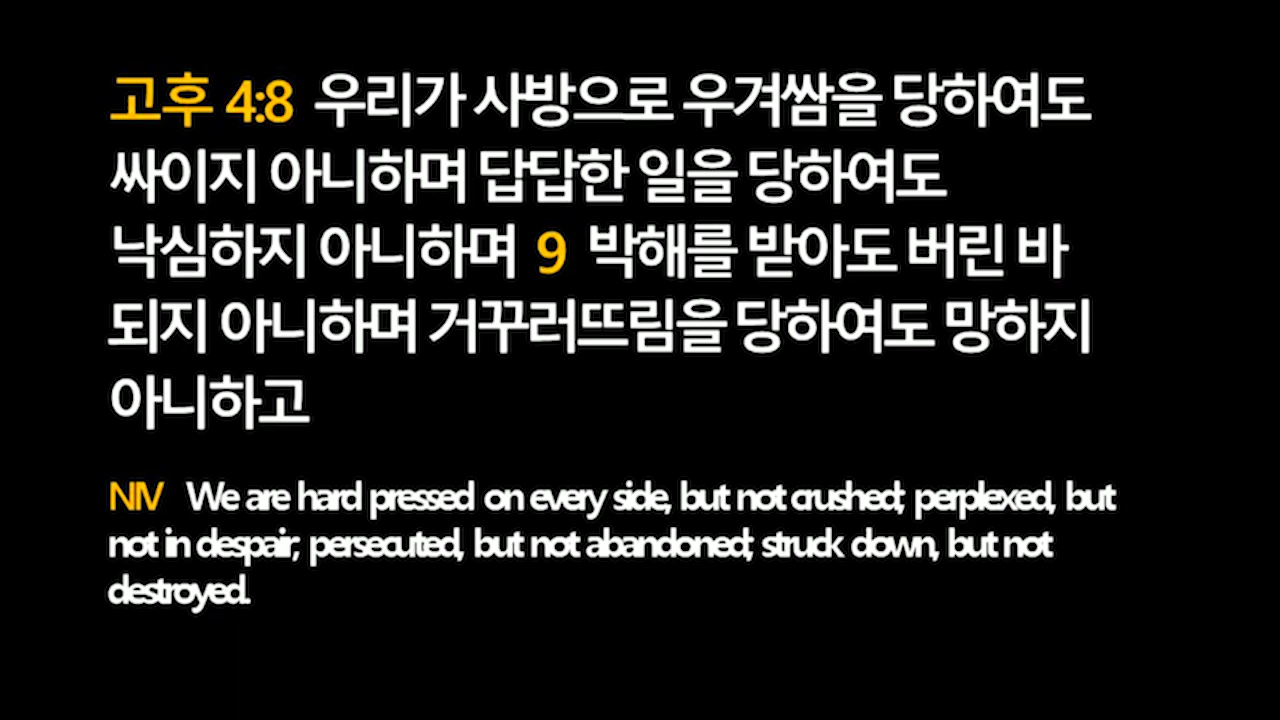 고후 4:8 우리가 사방으로 우겨쌈을 당하여도
싸이지 아니하며 답답한 일을 당하여도
낙심하지 아니하며 9 박해를 받아도 버린 바
되지 아니하며 거꾸러뜨림을 당하여도 망하지
아니하고
NIV We are hard pressed on every side, but not crushed; perplexed, but
not in despair; persecuted, but not abandoned; struck down, but not
destroyed.